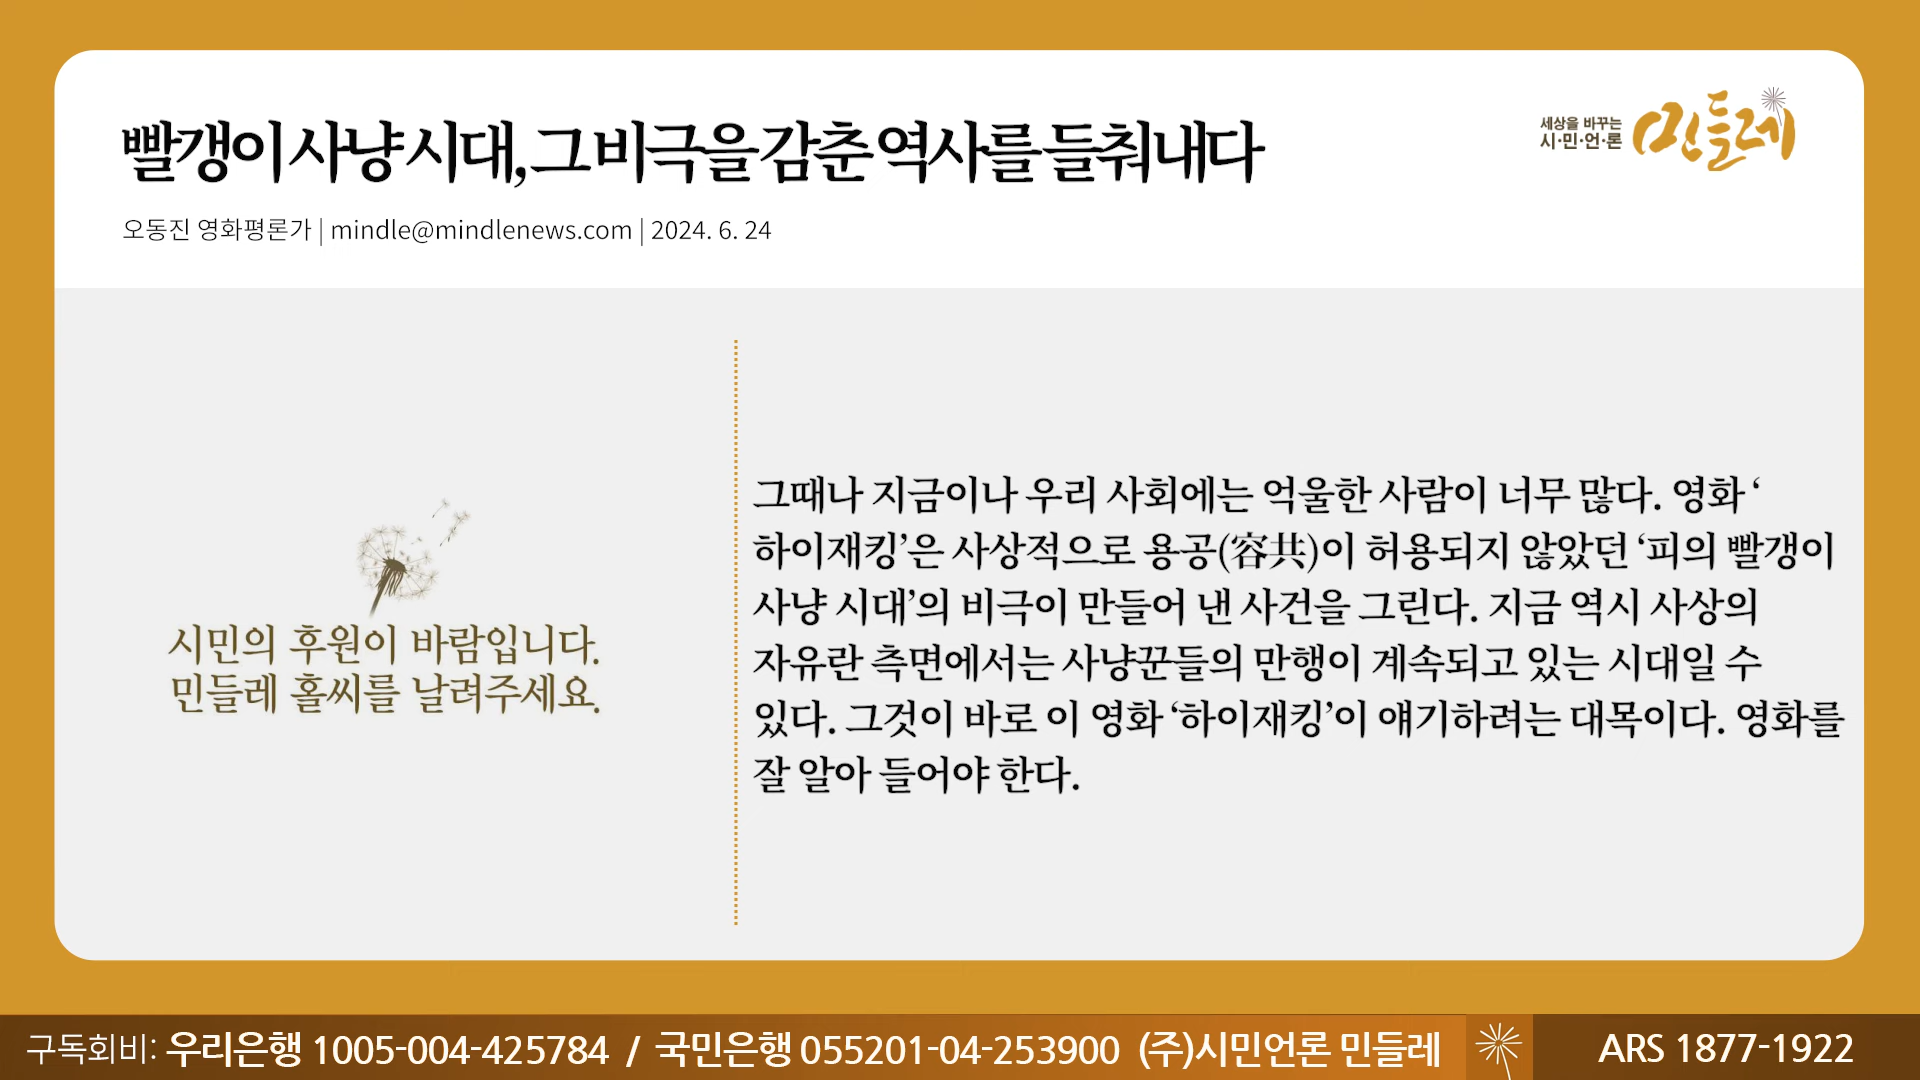 빨갱이 사냥 시대, 그 비극을 감춘 역사를 들춰내다
세상을 바꾸는
시·민·언·론
민들레
오동진 영화평론가 | mindle@mindlenews.com | 2024. 6. 24
시민의 후원이 바람입니다.
민들레 홀씨를 날려주세요.
그때나 지금이나 우리 사회에는 억울한 사람이 너무 많다. 영화 ‘
하이재킹’은 사상적으로 용공(容共)이 허용되지 않았던 ‘피의 빨갱이
사냥 시대’의 비극이 만들어 낸 사건을 그린다. 지금 역시 사상의
자유란 측면에서는 사냥꾼들의 만행이 계속되고 있는 시대일 수
있다. 그것이 바로 이 영화 ‘하이재킹’이 얘기하려는 대목이다. 영화를
잘 알아 들어야 한다.
구독회비: 우리은행 1005-004-425784 / 국민은행 055201-04-253900 (주)시민언론 민들레
ARS 1877-1922